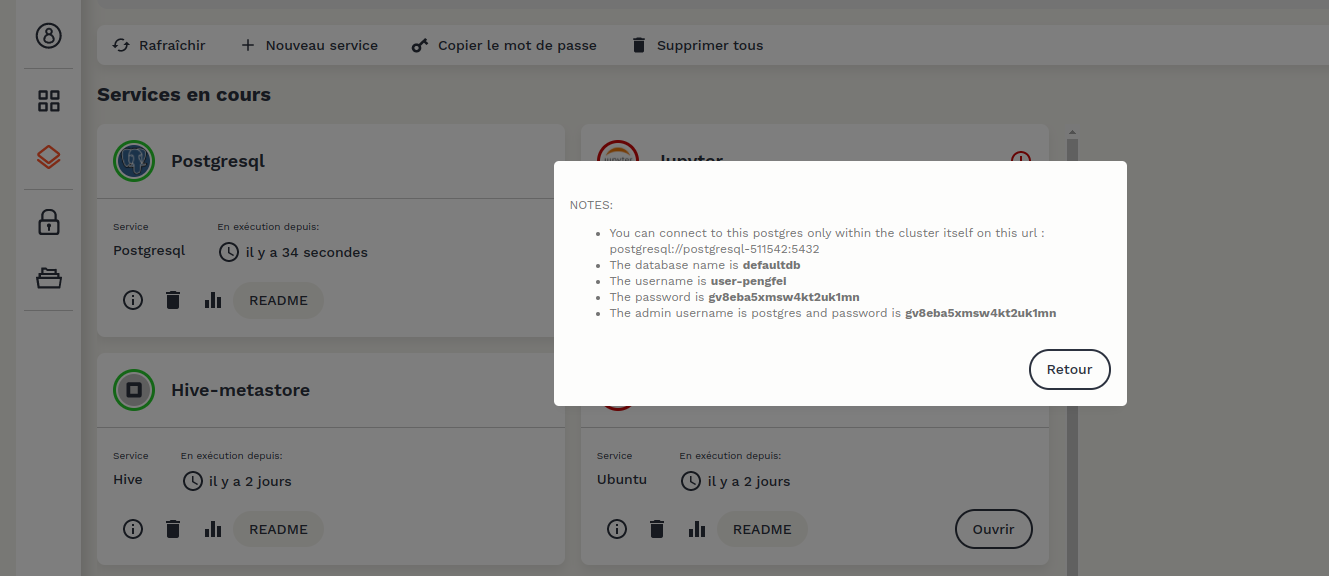 Rafraîchir
Nouveau service
Copier le mot de passe
Supprimer tous
Services en cours
Postgresql
Jupyter
Service
En exécution depuis:
Postgresql
il y a 34 secondes
README
NOTES:
You can connect to this postgres only within the cluster itself on this url :
postgresql://postgresql-511542:5432
The database name is defaultdb
The username is user-pengfei
The password is gv8eba5xmsw4kt2uk1mn
The admin username is postgres and password is gv8eba5xmsw4kt2uk1mn
Retour
Hive-metastore
Service
En exécution depuis:
Hive
il y a 2 jours
README
Service
En exécution depuis:
Ubuntu
il y a 2 jours
README
Ouvrir